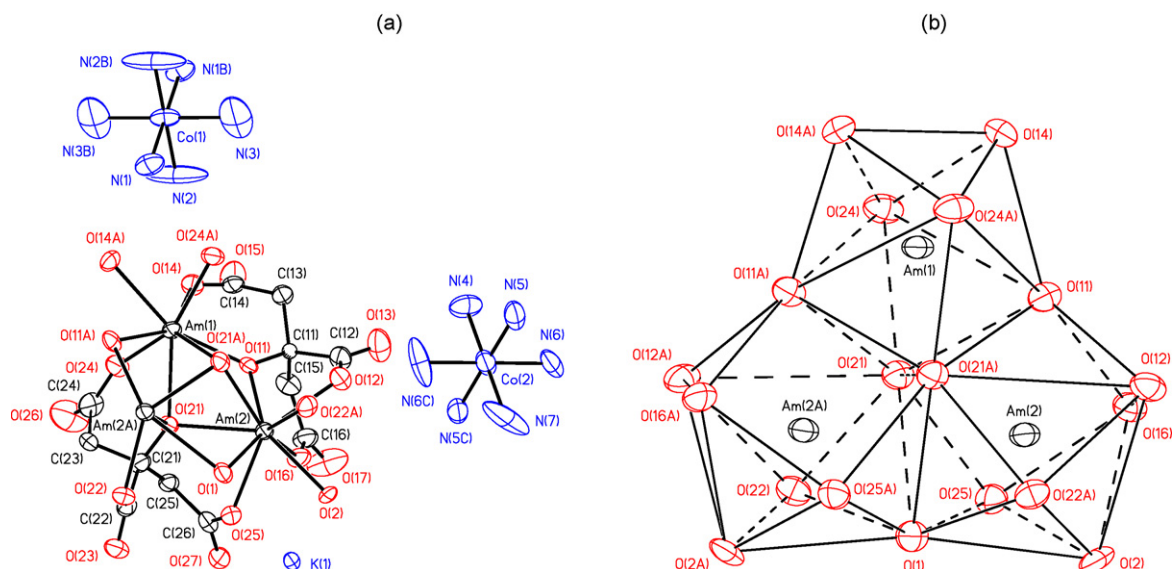 (a)
(b)
N(2B)
N(1B)
N(3B)
Co(1)
N(3)
N(1)
N(2)
O(14A)
O(24A)
O(15)
O(14)
C(13)
C(14)
Am(1)
O(21A)
O(11A)
O(11)
C(11)
C(12)
O(13)
C(15)
O(24)
C(24)
O(12)
O(22A)
O(26)
O(21)
Am(2)
Am(2A)
C(16)
C(23)
C(21)
O(1)
O(16)
O(17)
O(22)
C(25)
O(2)
C(22)
O(25)
C(26)
O(23)
O(27)
K(1)
N(4)
N(5)
N(6)
Co(2)
N(6C)
N(5C)
N(7)
O(14A)
O(14)
O(24)
O(24A)
Am(1)
O(11A)
O(11)
O(12A)
O(21)
O(21A)
O(12)
O(16A)
Am(2A)
Am(2)
O(16)
O(22)
O(25A)
O(25)
O(22A)
O(2A)
O(1)
O(2)